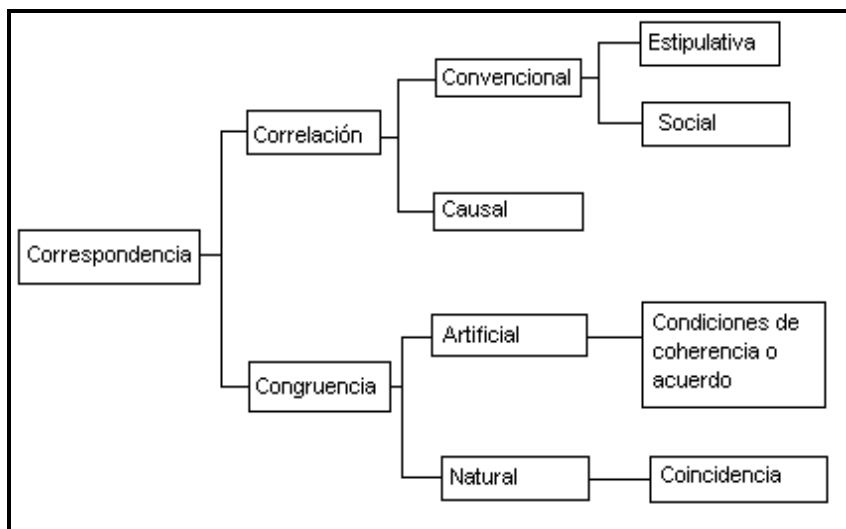 Estipulativa
Convencional
Social
Correlación
Causal
Correspondencia
Artificial
Condiciones de
coherencia o
acuerdo
Congruencia
Natural
Coincidencia